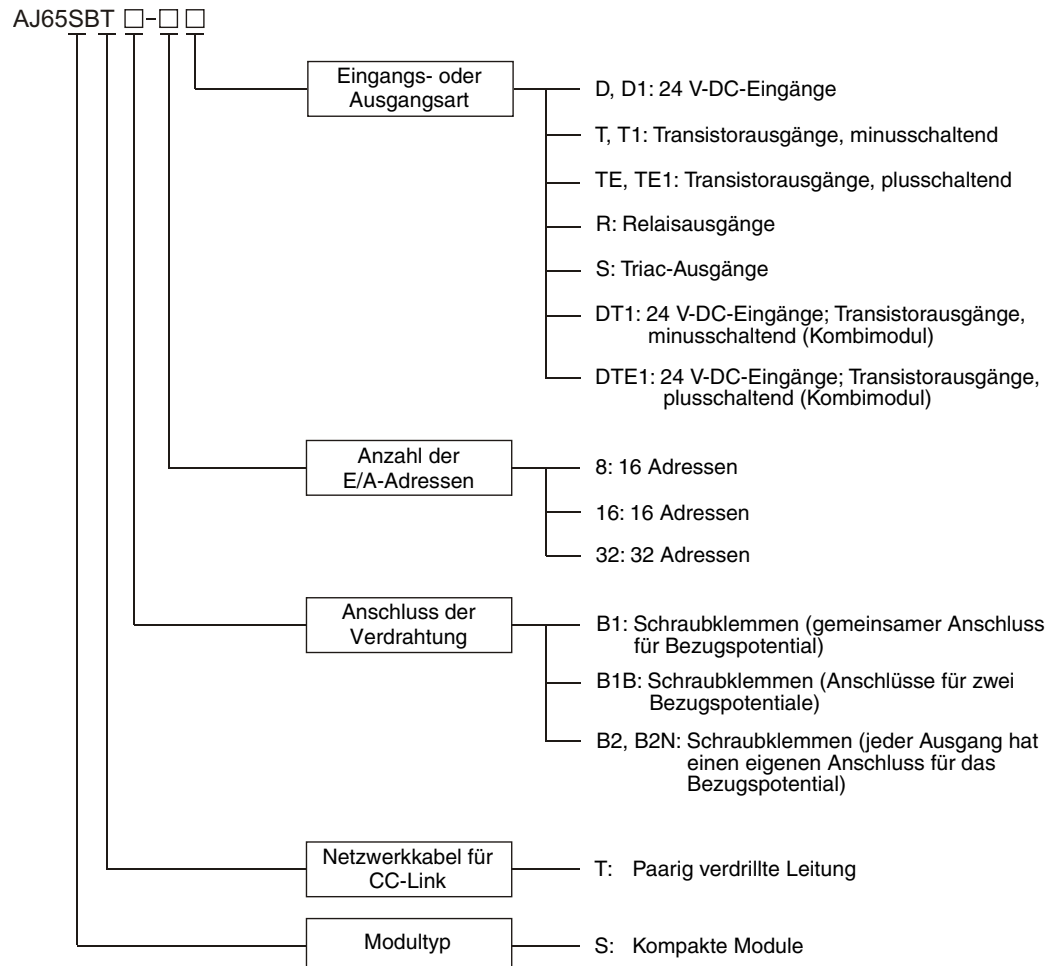 AJ65SBT □-□ □
Eingangs- oder
Ausgangsart
D, D1: 24 V-DC-Eingänge
T, T1: Transistorausgänge, minusschaltend
TE, TE1: Transistorausgänge, plusschaltend
R: Relaisausgänge
S: Triac-Ausgänge
DT1: 24 V-DC-Eingänge; Transistorausgänge,
minusschaltend (Kombimodul)
DTE1: 24 V-DC-Eingänge; Transistorausgänge,
plusschaltend (Kombimodul)
Anzahl der
E/A-Adressen
8: 16 Adressen
16: 16 Adressen
32: 32 Adressen
Anschluss der
Verdrahtung
B1: Schraubklemmen (gemeinsamer Anschluss
für Bezugspotential)
B1B: Schraubklemmen (Anschlüsse für zwei
Bezugspotentiale)
B2, B2N: Schraubklemmen (jeder Ausgang hat
einen eigenen Anschluss für das
Bezugspotential)
Netzwerkkabel für
CC-Link
T: Paarig verdrillte Leitung
Modultyp
S: Kompakte Module